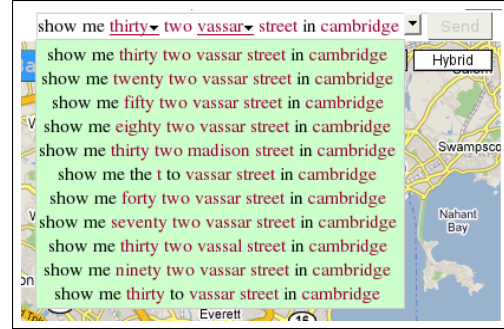 show me thirty two vassar street in cambridge
Send
show me thirty two vassar street in cambridge
show me twenty two vassar street in cambridge
show me fifty two vassar street in cambridge
show me eighty two vassar street in cambridge
show me thirty two madison street in cambridge
show me the t to vassar street in cambridge
show me forty two vassar street in cambridge
show me seventy two vassar street in cambridge
show me thirty two vassal street in cambridge
show me ninety two vassar street in cambridge
show me thirty to vassar street in cambridge
Hybrid
Swampsco
Nahant
Bay
Everett
16